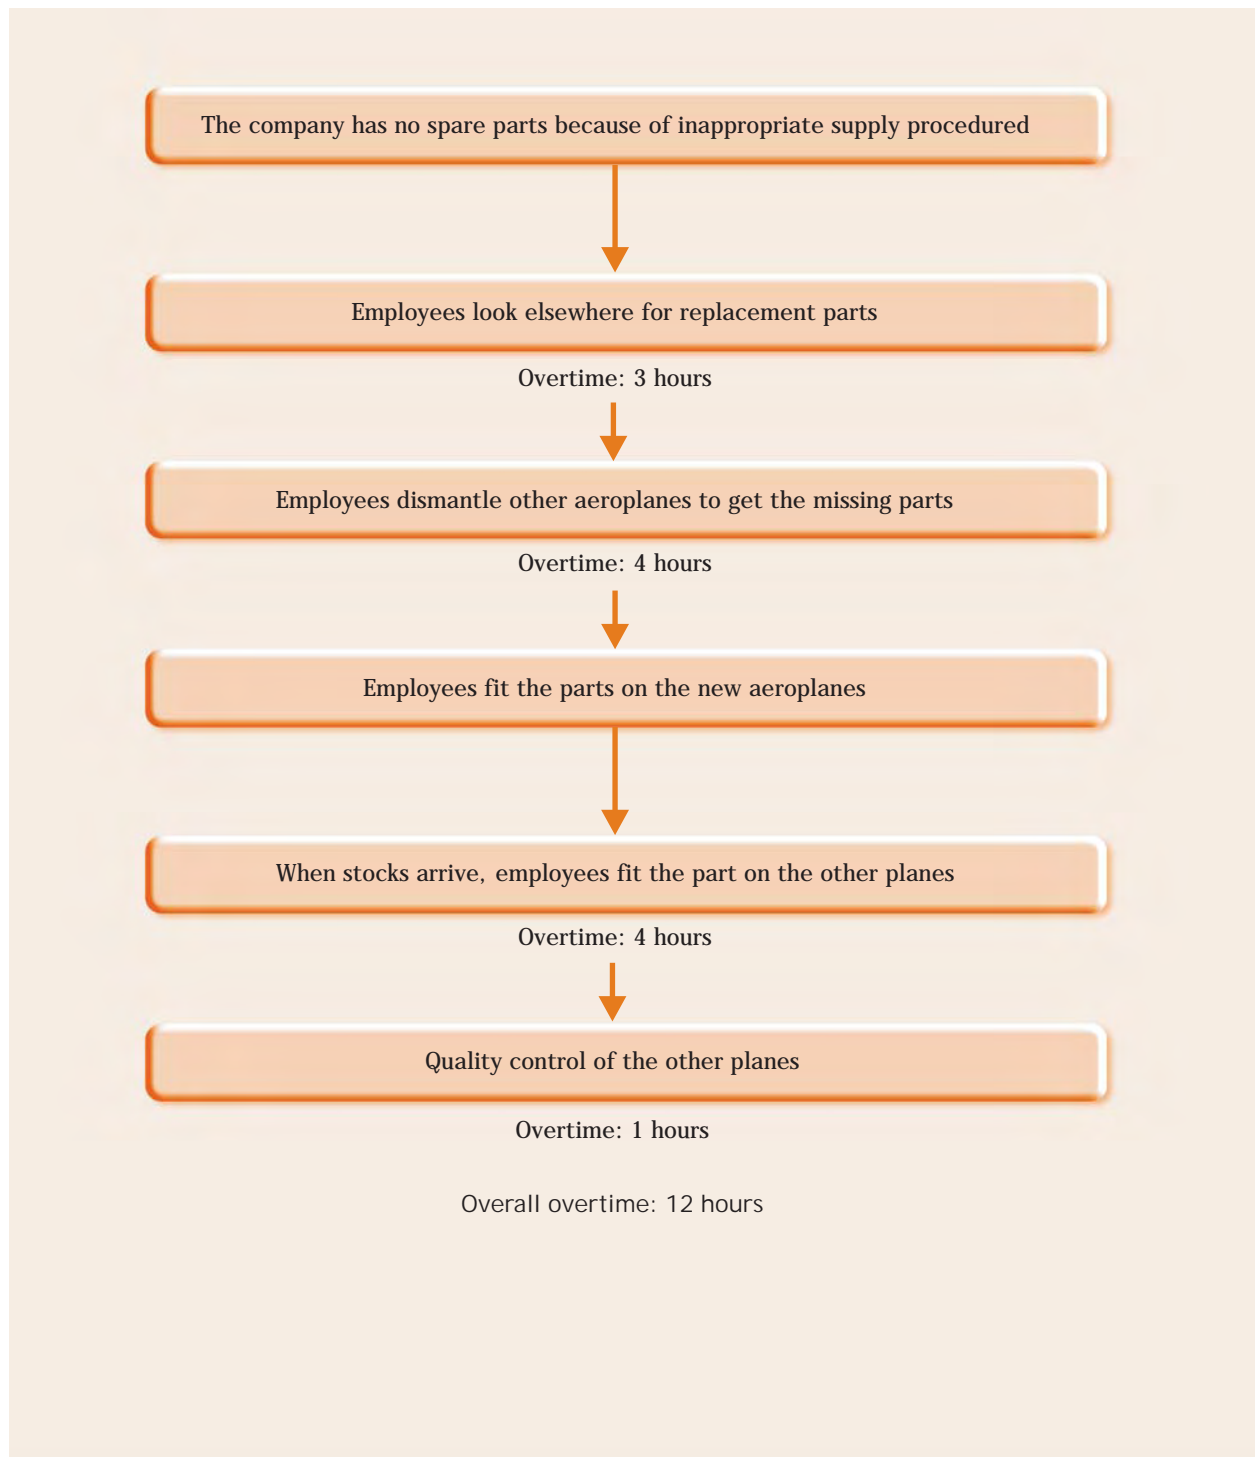 The company has no spare parts because of inappropriate supply procedured
Employees look elsewhere for replacement parts
Overtime: 3 hours
Employees dismantle other aeroplanes to get the missing parts
Overtime: 4 hours
Employees fit the parts on the new aeroplanes
When stocks arrive, employees fit the part on the other planes
Overtime: 4 hours
Quality control of the other planes
Overtime: 1 hours
Overall overtime: 12 hours